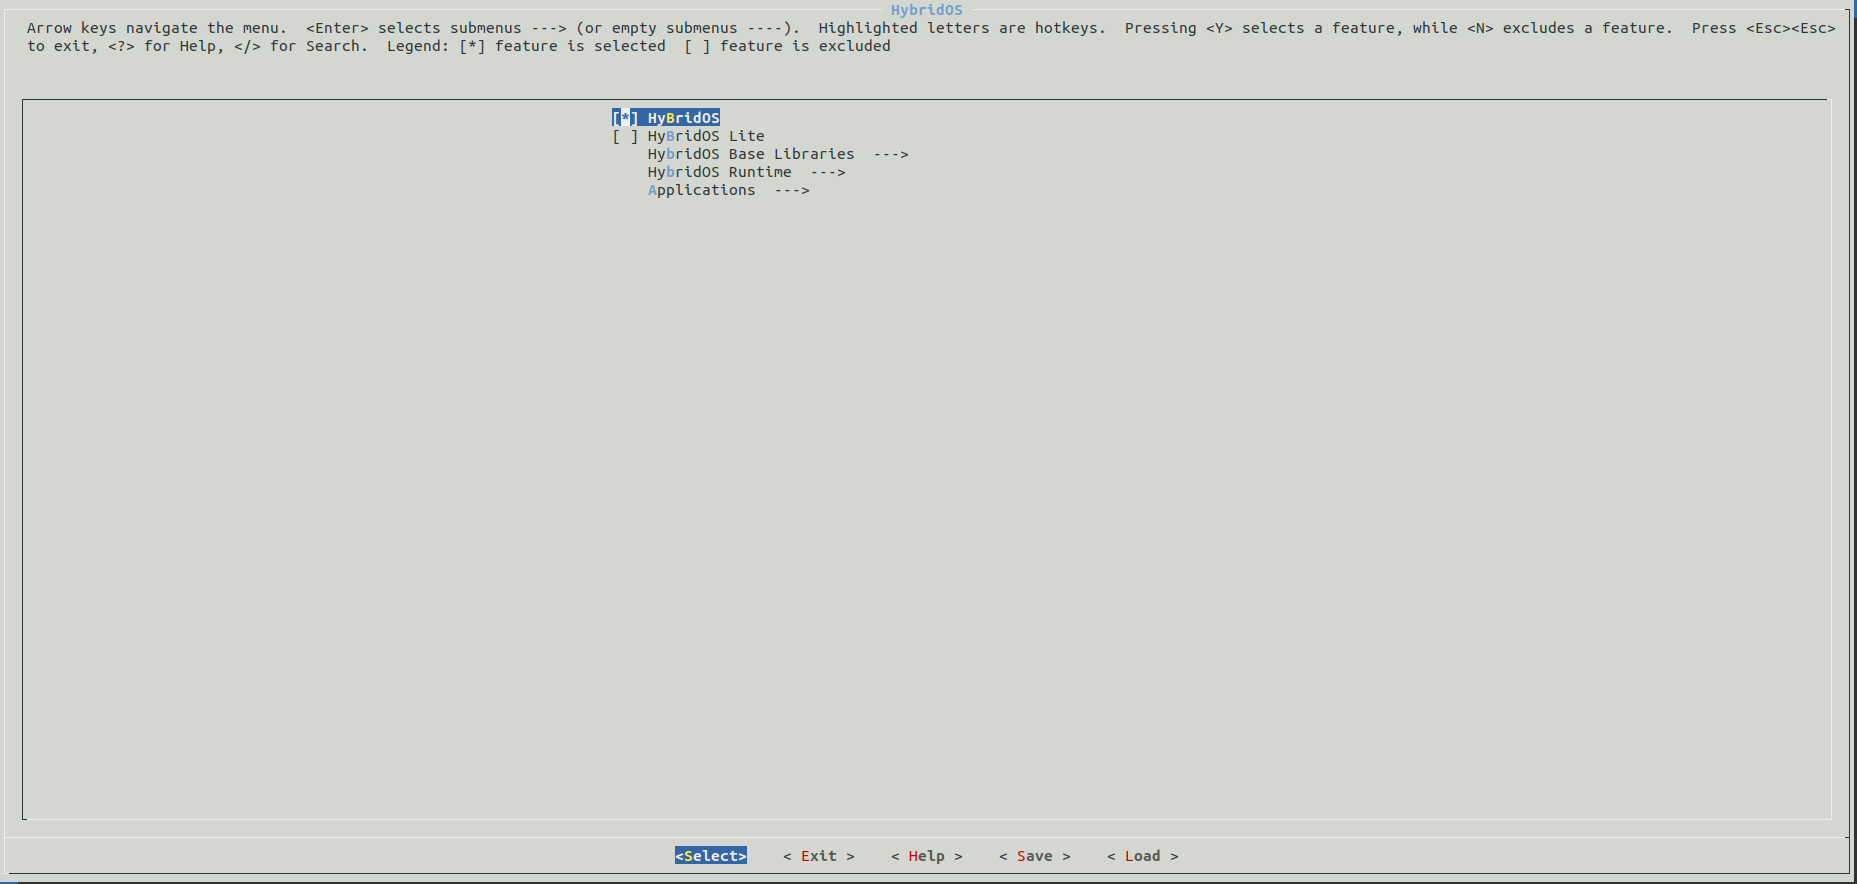 HybridOS
Arrow keys navigate the menu.  <Enter> selects submenus ---> (or empty submenus ----).  Highlighted letters are hotkeys.  Pressing <Y> selects a feature, while <N> excludes a feature.  Press <Esc><Esc>
to exit, <?> for Help, </> for Search.  Legend: [*] feature is selected  [ ] feature is excluded
[*] HyBridOS
[ ] HyBridOS Lite
HybridOS Base Libraries  --->
HybridOS Runtime  --->
Applications  --->
<Select>    < Exit >    < Help >    < Save >    < Load >